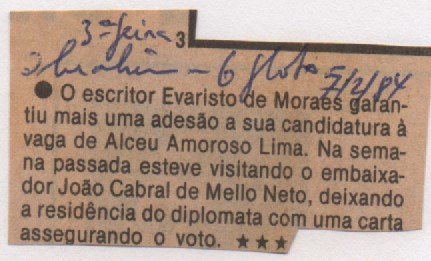 3ª feira 3
Ibrahim - O Globo 7/2/84
● O escritor Evaristo de Moraes garan-
tiu mais uma adesão a sua candidatura à
vaga de Alceu Amoroso Lima. Na sema-
na passada esteve visitando o embaixa-
dor João Cabral de Mello Neto, deixando
a residência do diplomata com uma carta
assegurando o voto. ★★★